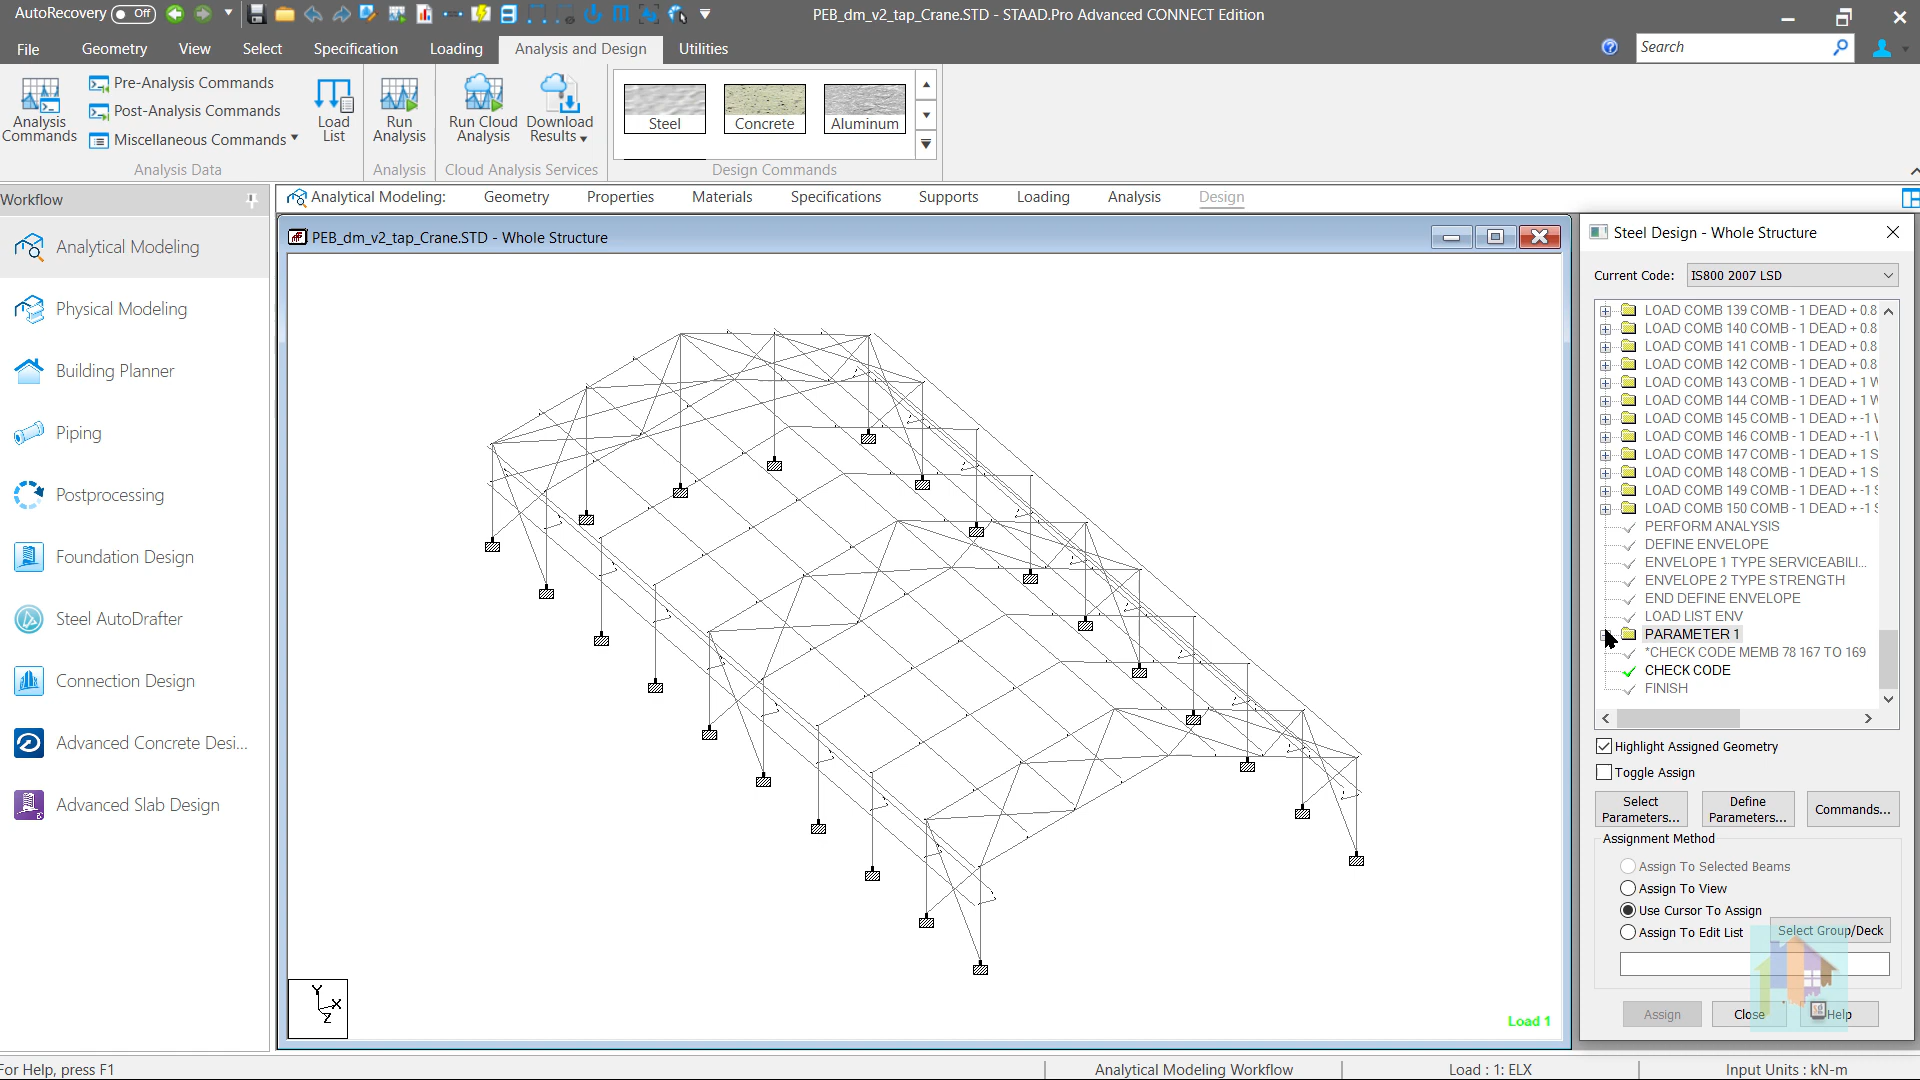 AutoRecovery Off
PEB_dm_v2_tap_Crane.STD - STAAD.Pro Advanced CONNECT Edition
File Geometry View Select Specification Loading Analysis and Design Utilities
Search
Analysis Commands
Pre-Analysis Commands
Post-Analysis Commands
Miscellaneous Commands
Load List
Run Analysis
Run Cloud Analysis
Download Results
Steel
Concrete
Aluminum
Analysis Data
Analysis
Cloud Analysis Services
Design Commands
Workflow
Analytical Modeling
Physical Modeling
Building Planner
Piping
Postprocessing
Foundation Design
Steel AutoDrafter
Connection Design
Advanced Concrete Desi...
Advanced Slab Design
Analytical Modeling: Geometry Properties Materials Specifications Supports Loading Analysis Design
PEB_dm_v2_tap_Crane.STD - Whole Structure
Y
X
Z
Load 1
Steel Design - Whole Structure
Current Code: IS800 2007 LSD
LOAD COMB 139 COMB - 1 DEAD + 0.8
LOAD COMB 140 COMB - 1 DEAD + 0.8
LOAD COMB 141 COMB - 1 DEAD + 0.8
LOAD COMB 142 COMB - 1 DEAD + 0.8
LOAD COMB 143 COMB - 1 DEAD + 1 W
LOAD COMB 144 COMB - 1 DEAD + 1 W
LOAD COMB 145 COMB - 1 DEAD + -1
LOAD COMB 146 COMB - 1 DEAD + -1
LOAD COMB 147 COMB - 1 DEAD + 1 S
LOAD COMB 148 COMB - 1 DEAD + 1 S
LOAD COMB 149 COMB - 1 DEAD + -1 S
LOAD COMB 150 COMB - 1 DEAD + -1 S
PERFORM ANALYSIS
DEFINE ENVELOPE
ENVELOPE 1 TYPE SERVICEABILI...
ENVELOPE 2 TYPE STRENGTH
END DEFINE ENVELOPE
LOAD LIST ENV
PARAMETER 1
*CHECK CODE MEMB 78 167 TO 169
CHECK CODE
FINISH
Highlight Assigned Geometry
Toggle Assign
Select Parameters...
Define Parameters...
Commands...
Assignment Method
Assign To Selected Beams
Assign To View
Use Cursor To Assign
Assign To Edit List
Select Group/Deck
Assign
Close
Help
For Help, press F1
Analytical Modeling Workflow
Load : 1: ELX
Input Units : kN-m